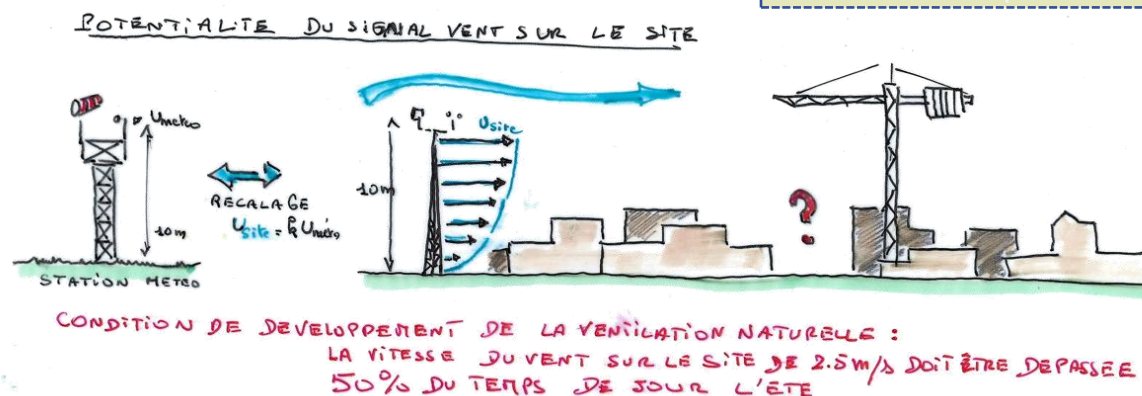 POTENTIALITE DU SIGNAL VENT SUR LE SITE
Umeteo
10m
STATION METEO
RECALAGE
Usite = k Umétéo
10m
Usite
?
CONDITION DE DEVELOPPEMENT DE LA VENTILATION NATURELLE :
LA VITESSE DU VENT SUR LE SITE DE 2.5m/s DOIT ÊTRE DEPASSEE
50% DU TEMPS DE JOUR L'ETE